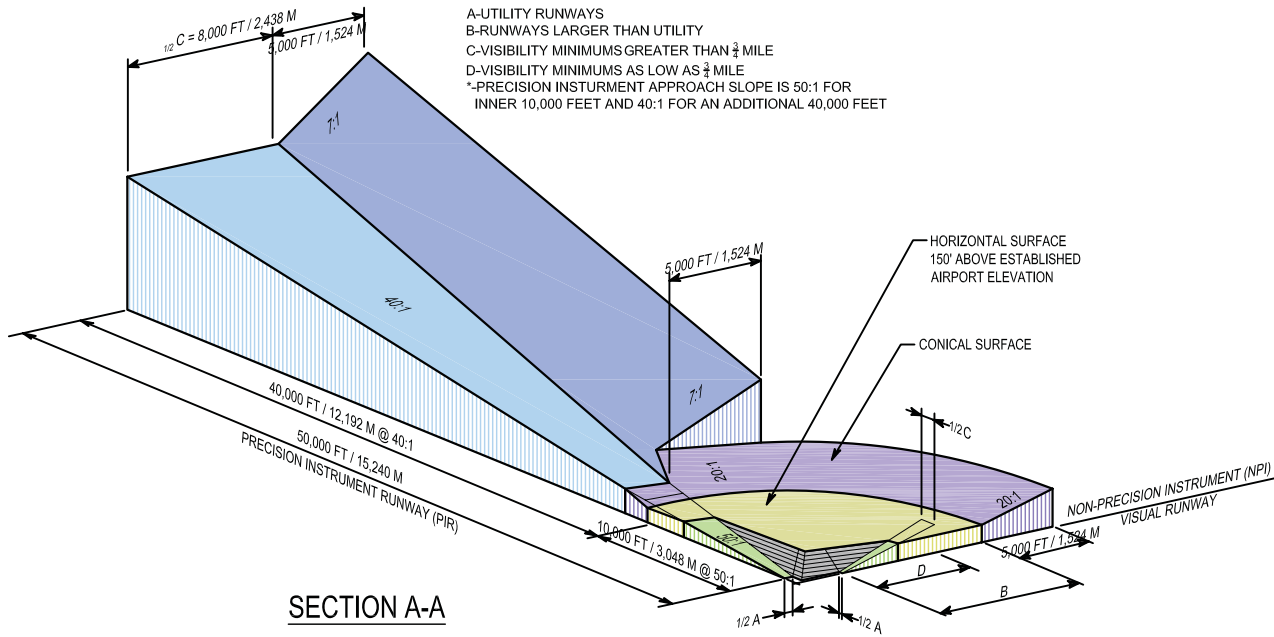 1/2 C = 8,000 FT / 2,438 M
5,000 FT / 1,524 M
A-UTILITY RUNWAYS
B-RUNWAYS LARGER THAN UTILITY
C-VISIBILITY MINIMUMS GREATER THAN 3/4 MILE
D-VISIBILITY MINIMUMS AS LOW AS 3/4 MILE
*-PRECISION INSTURMENT APPROACH SLOPE IS 50:1 FOR
INNER 10,000 FEET AND 40:1 FOR AN ADDITIONAL 40,000 FEET
7:1
HORIZONTAL SURFACE
150' ABOVE ESTABLISHED
AIRPORT ELEVATION
5,000 FT / 1,524 M
40:1
CONICAL SURFACE
7:1
40,000 FT / 12,192 M @ 40:1
50,000 FT / 15,240 M
PRECISION INSTRUMENT RUNWAY (PIR)
1/2 C
20:1
20:1
NON-PRECISION INSTRUMENT (NPI)
VISUAL RUNWAY
50:1
10,000 FT / 3,048 M @ 50:1
5,000 FT / 1,524 M
D
B
SECTION A-A
1/2 A
1/2 A